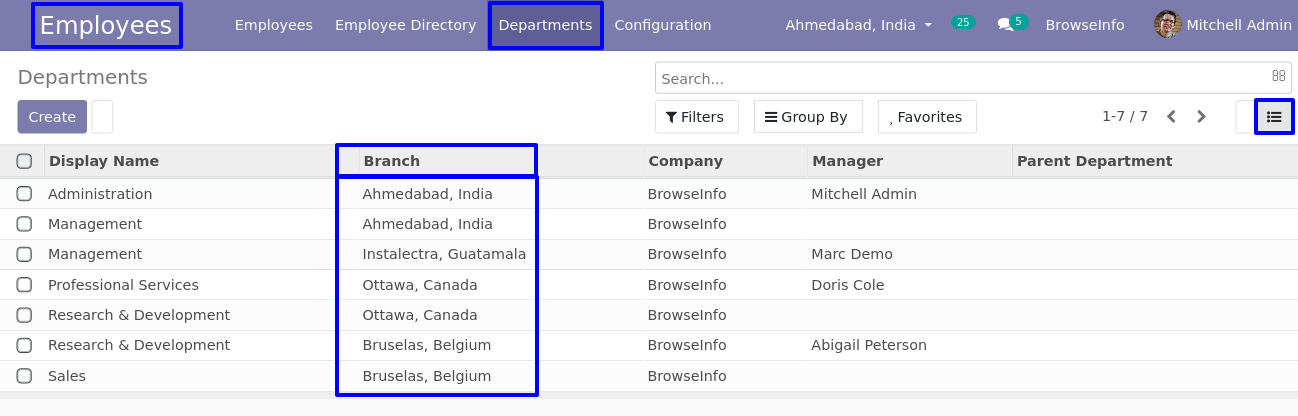 Employees Employees Employee Directory Departments Configuration Ahmedabad, India 25 5 BrowseInfo Mitchell Admin
Departments Search...
Create Filters Group By Favorites 1-7 / 7
Display Name Branch Company Manager Parent Department
Administration Ahmedabad, India BrowseInfo Mitchell Admin
Management Ahmedabad, India BrowseInfo
Management Instalectra, Guatamala BrowseInfo Marc Demo
Professional Services Ottawa, Canada BrowseInfo Doris Cole
Research & Development Ottawa, Canada BrowseInfo
Research & Development Bruselas, Belgium BrowseInfo Abigail Peterson
Sales Bruselas, Belgium BrowseInfo